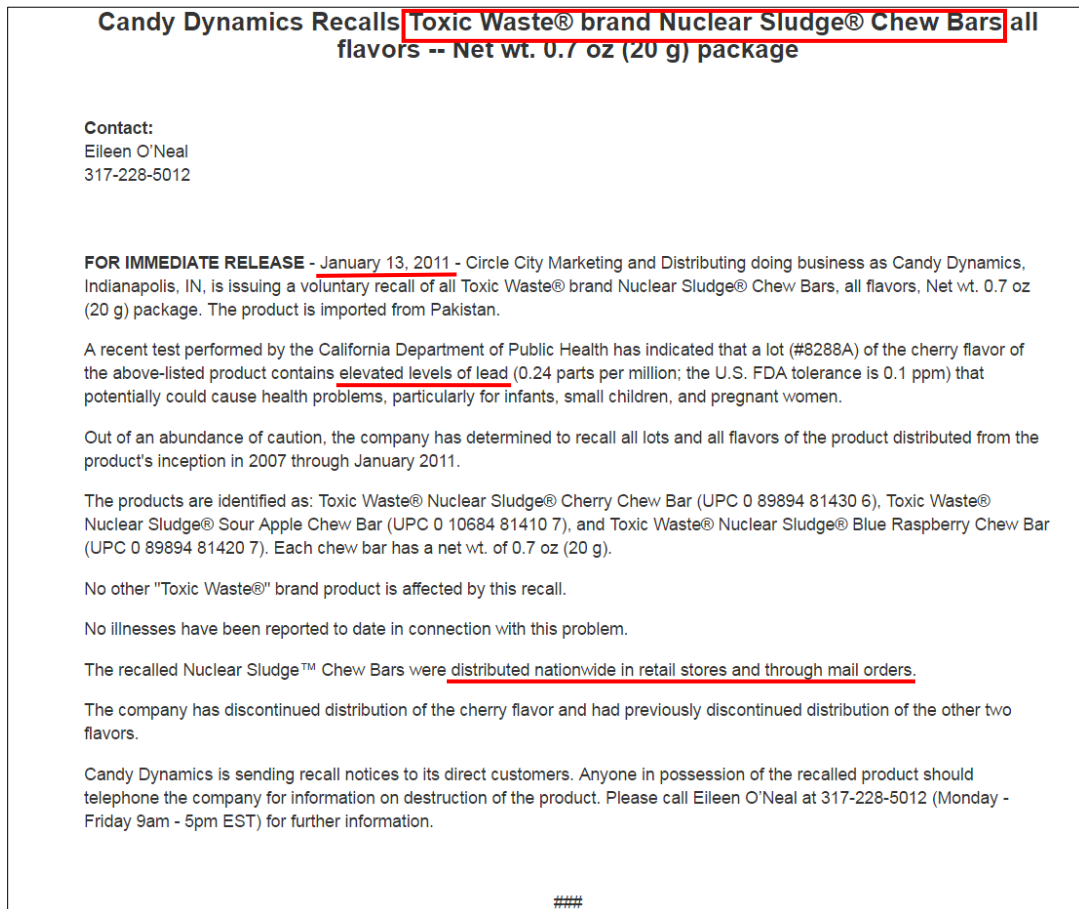 Candy Dynamics Recalls Toxic Waste® brand Nuclear Sludge® Chew Bars all
flavors -- Net wt. 0.7 oz (20 g) package
Contact:
Eileen O'Neal
317-228-5012
FOR IMMEDIATE RELEASE - January 13, 2011 - Circle City Marketing and Distributing doing business as Candy Dynamics,
Indianapolis, IN, is issuing a voluntary recall of all Toxic Waste® brand Nuclear Sludge® Chew Bars, all flavors, Net wt. 0.7 oz
(20 g) package. The product is imported from Pakistan.
A recent test performed by the California Department of Public Health has indicated that a lot (#8288A) of the cherry flavor of
the above-listed product contains elevated levels of lead (0.24 parts per million; the U.S. FDA tolerance is 0.1 ppm) that
potentially could cause health problems, particularly for infants, small children, and pregnant women.
Out of an abundance of caution, the company has determined to recall all lots and all flavors of the product distributed from the
product's inception in 2007 through January 2011.
The products are identified as: Toxic Waste® Nuclear Sludge® Cherry Chew Bar (UPC 0 89894 81430 6), Toxic Waste®
Nuclear Sludge® Sour Apple Chew Bar (UPC 0 10684 81410 7), and Toxic Waste® Nuclear Sludge® Blue Raspberry Chew Bar
(UPC 0 89894 81420 7). Each chew bar has a net wt. of 0.7 oz (20 g).
No other "Toxic Waste®" brand product is affected by this recall.
No illnesses have been reported to date in connection with this problem.
The recalled Nuclear Sludge™ Chew Bars were distributed nationwide in retail stores and through mail orders.
The company has discontinued distribution of the cherry flavor and had previously discontinued distribution of the other two
flavors.
Candy Dynamics is sending recall notices to its direct customers. Anyone in possession of the recalled product should
telephone the company for information on destruction of the product. Please call Eileen O'Neal at 317-228-5012 (Monday -
Friday 9am - 5pm EST) for further information.
###